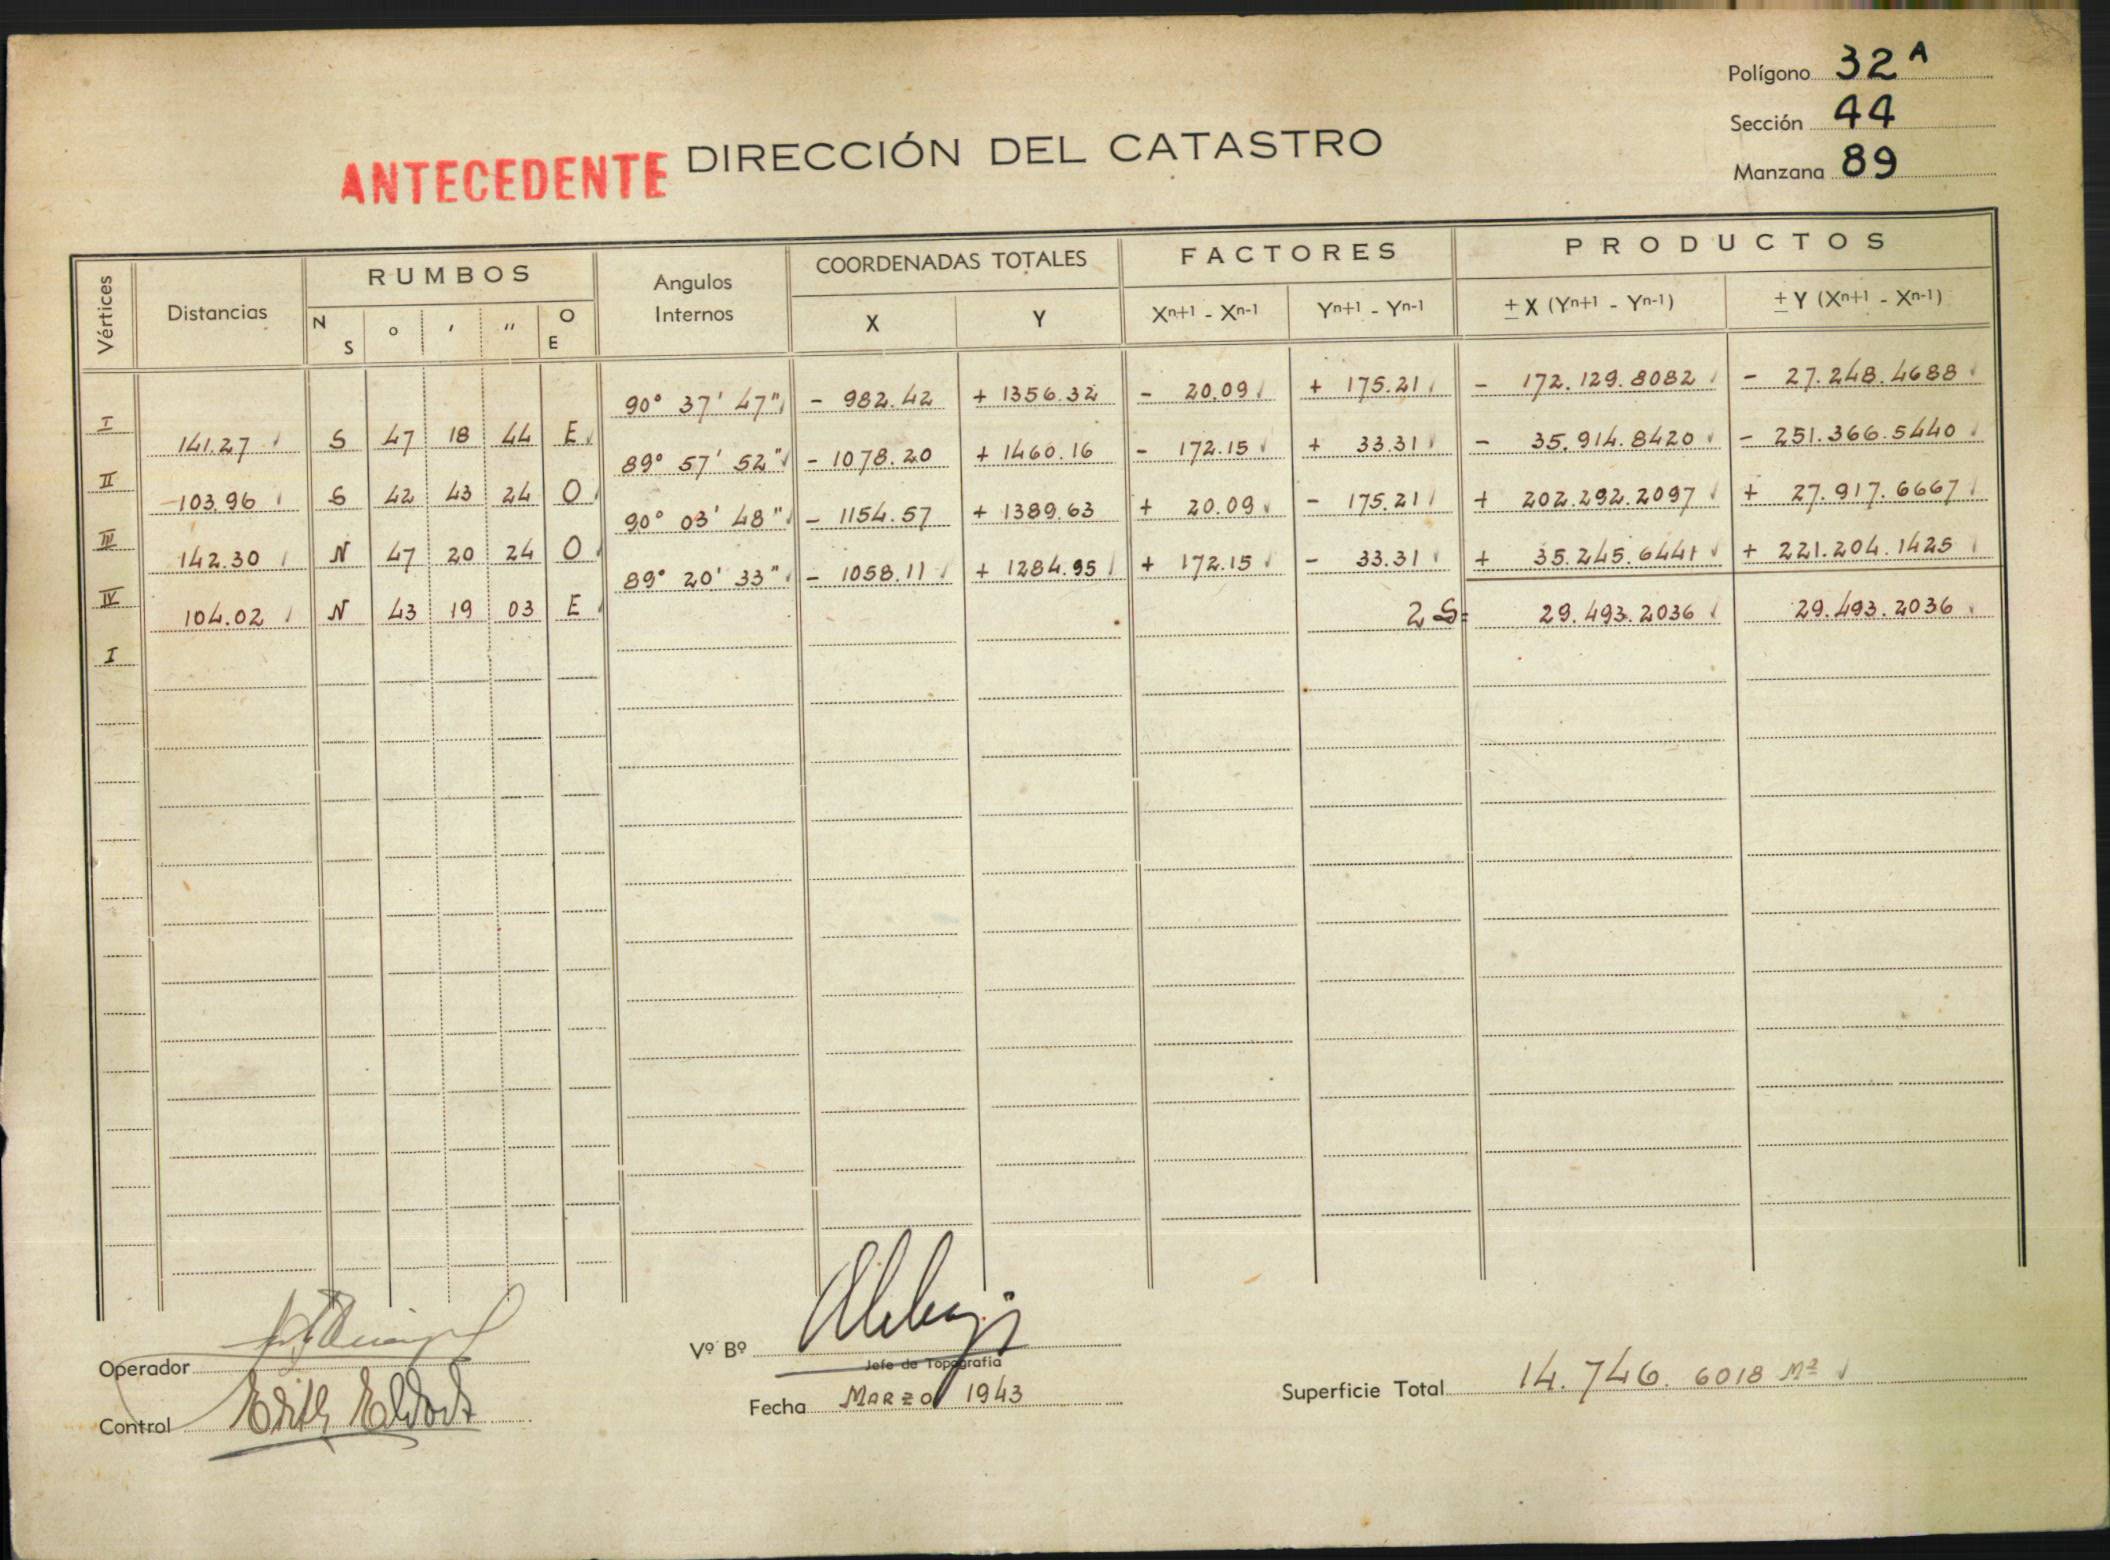 Polígono 32 A
Sección 44
Manzana 89
ANTECEDENTE DIRECCIÓN DEL CATASTRO
Vértices Distancias RUMBOS Angulos Internos COORDENADAS TOTALES FACTORES PRODUCTOS
N S ° ' " O E X Y Xn+1 - Xn-1 Yn+1 - Yn-1 ± X (Yn+1 - Yn-1) ± Y (Xn+1 - Xn-1)
90° 37' 47" - 982.42 + 1356.32 - 20.09 + 175.21 - 172.129.8082 - 27.248.4688
I
141.27 S 47 18 44 E 89° 57' 52" - 1078.20 + 1460.16 - 172.15 + 33.31 - 35.914.8420 - 251.366.5440
II
103.96 S 42 43 24 O 90° 03' 48" - 1154.57 + 1389.63 + 20.09 - 175.21 + 202.292.2097 + 27.917.6667
III
142.30 N 47 20 24 O 89° 20' 33" - 1058.11 + 1284.95 + 172.15 - 33.31 + 35.245.6441 + 221.204.1425
IV
104.02 N 43 19 03 E 2 S= 29.493.2036 29.493.2036
I
Operador
Vº Bº
Jefe de Topografía
Control
Fecha MARZO 1943
Superficie Total 14.746.6018 M²